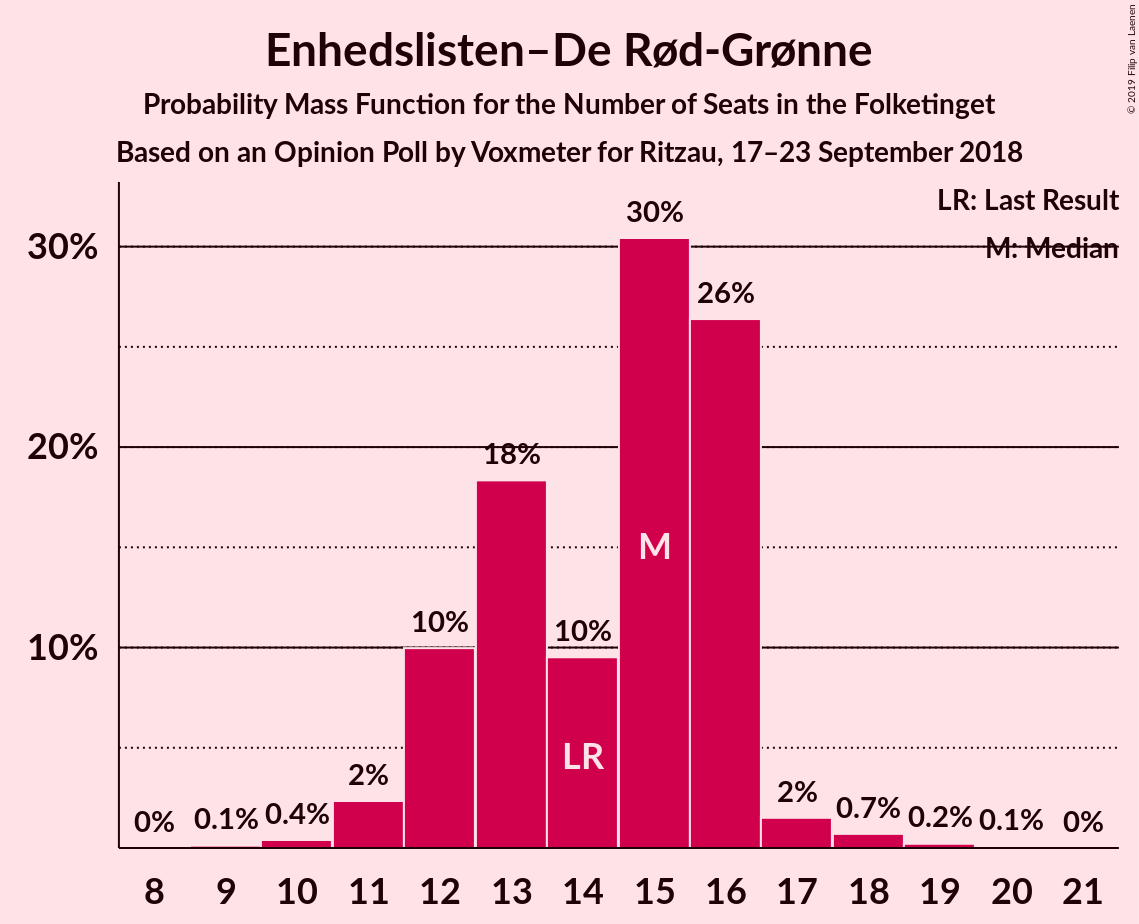 Enhedslisten–De Rød-Grønne
Probability Mass Function for the Number of Seats in the Folketinget
Based on an Opinion Poll by Voxmeter for Ritzau, 17–23 September 2018
© 2019 Filip van Laenen
LR: Last Result
M: Median
30%
20%
10%
0%
0.1%
0.4%
2%
10%
18%
10%
30%
26%
2%
0.7%
0.2%
0.1%
0%
LR
M
8 9 10 11 12 13 14 15 16 17 18 19 20 21